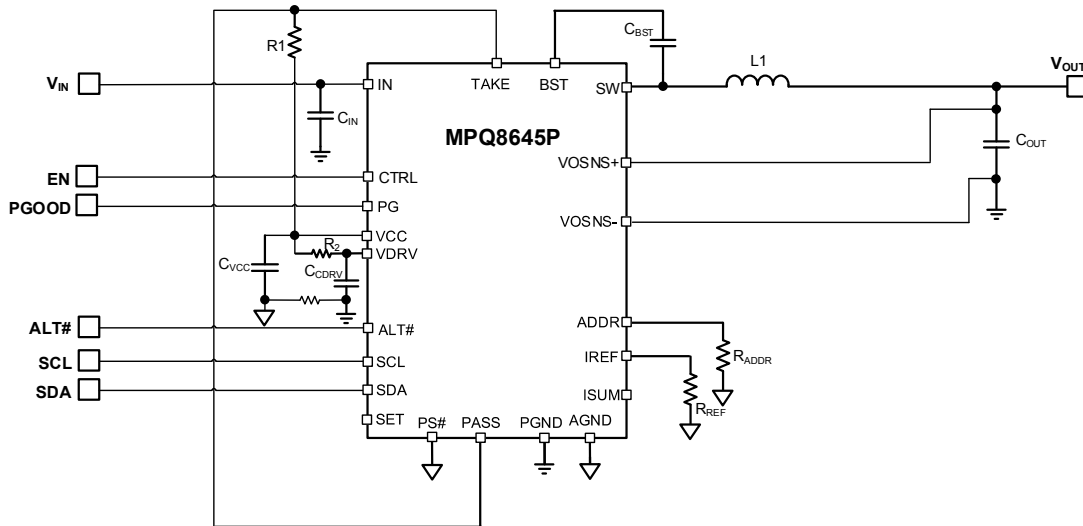 C_BST
R1
L1
V_OUT
V_IN
IN
TAKE
BST
SW
C_IN
MPQ8645P
C_OUT
VOSNS+
EN
CTRL
PGOOD
PG
VOSNS-
VCC
R_2
VDRV
C_VCC
C_CDRV
ALT#
ALT#
ADDR
SCL
SCL
IREF
R_ADDR
SDA
SDA
ISUM
R_REF
SET
PS#
PASS
PGND
AGND